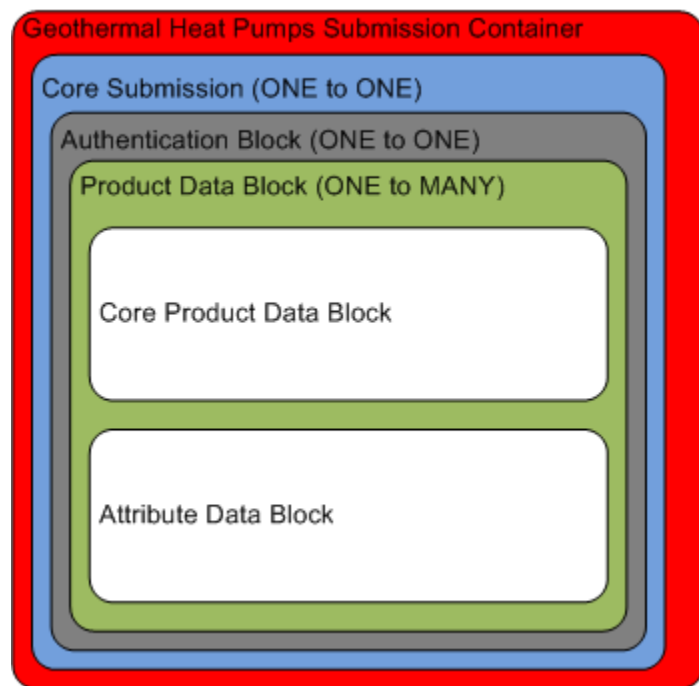 Geothermal Heat Pumps Submission Container
Core Submission (ONE to ONE)
Authentication Block (ONE to ONE)
Product Data Block (ONE to MANY)
Core Product Data Block
Attribute Data Block